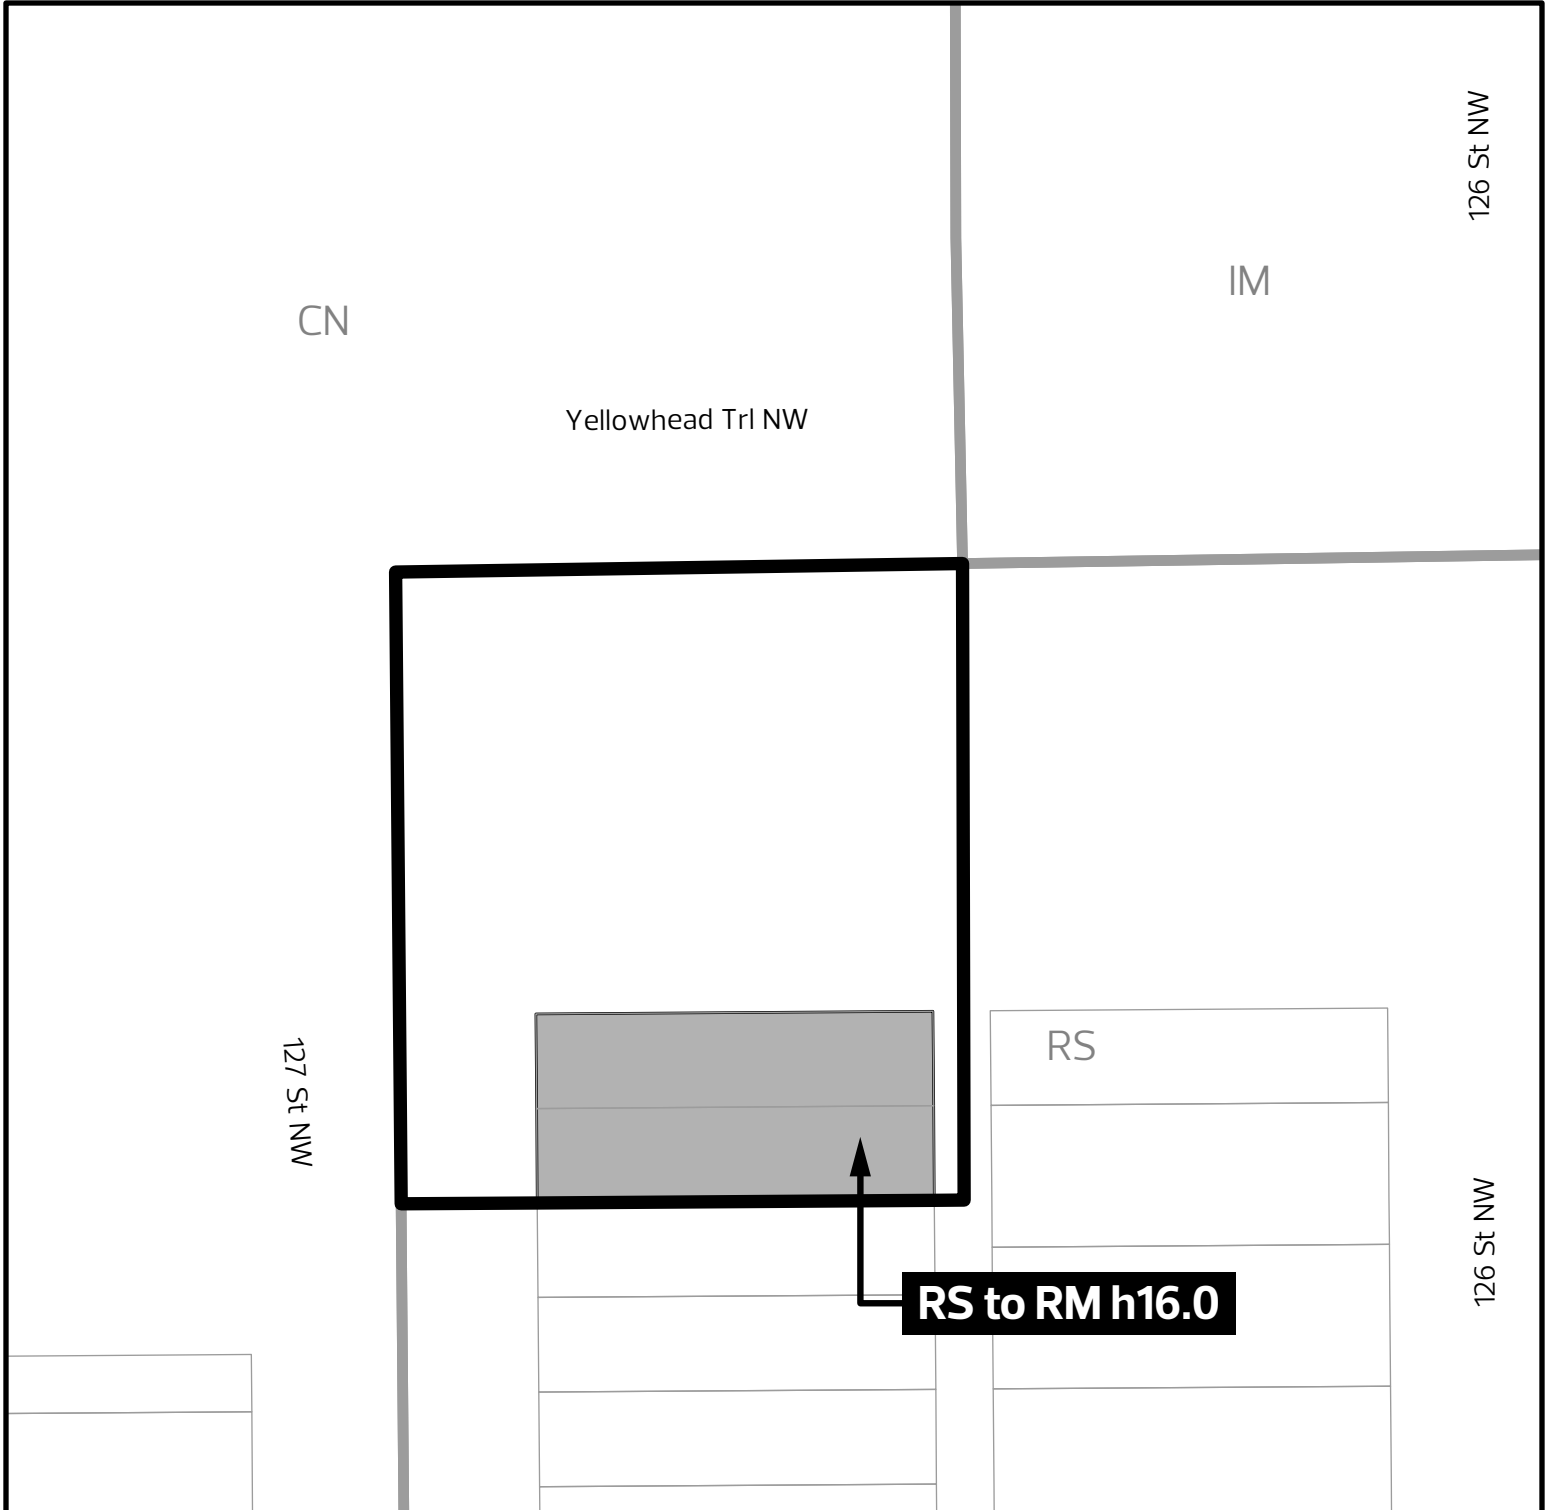 126 St NW
IM
CN
Yellowhead Trl NW
RS
127 St NW
126 St NW
RS to RM h16.0